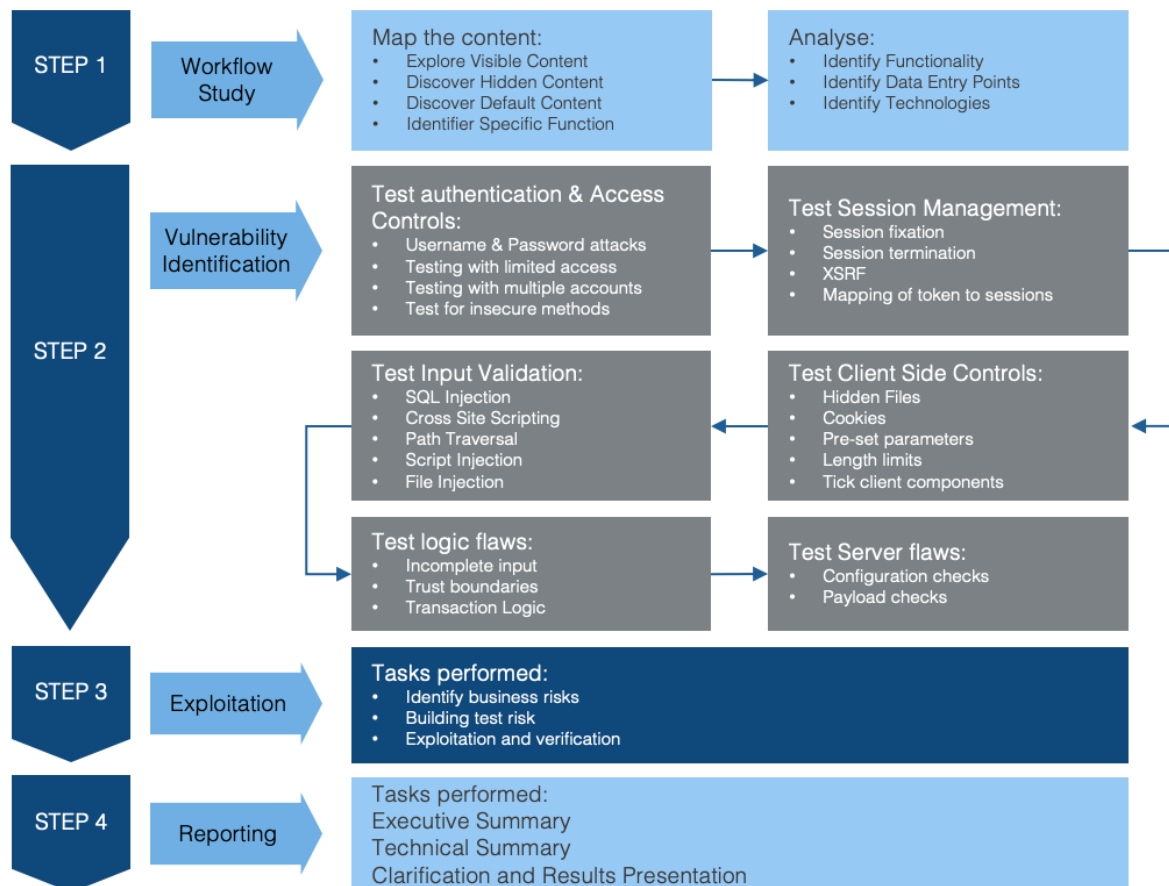 STEP 1
Workflow
Study
Map the content:
• Explore Visible Content
• Discover Hidden Content
• Discover Default Content
• Identifier Specific Function
Analyse:
• Identify Functionality
• Identify Data Entry Points
• Identify Technologies
STEP 2
Vulnerability
Identification
Test authentication & Access
Controls:
• Username & Password attacks
• Testing with limited access
• Testing with multiple accounts
• Test for insecure methods
Test Session Management:
• Session fixation
• Session termination
• XSRF
• Mapping of token to sessions
Test Input Validation:
• SQL Injection
• Cross Site Scripting
• Path Traversal
• Script Injection
• File Injection
Test Client Side Controls:
• Hidden Files
• Cookies
• Pre-set parameters
• Length limits
• Tick client components
Test logic flaws:
• Incomplete input
• Trust boundaries
• Transaction Logic
Test Server flaws:
• Configuration checks
• Payload checks
STEP 3
Exploitation
Tasks performed:
• Identify business risks
• Building test risk
• Exploitation and verification
STEP 4
Reporting
Tasks performed:
Executive Summary
Technical Summary
Clarification and Results Presentation